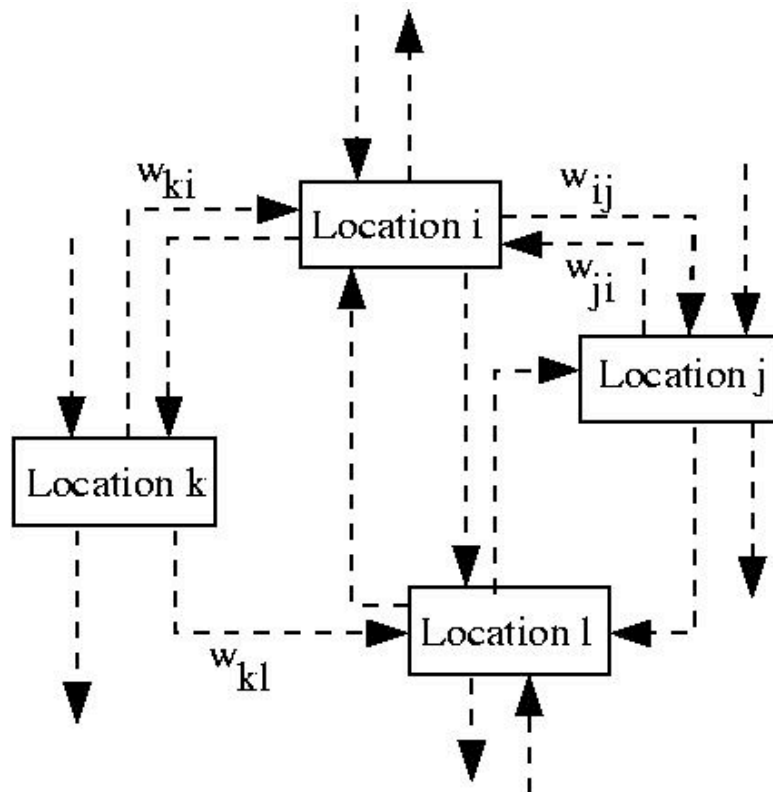 w_ki
w_ij
Location i
w_ji
Location j
Location k
Location l
w_kl